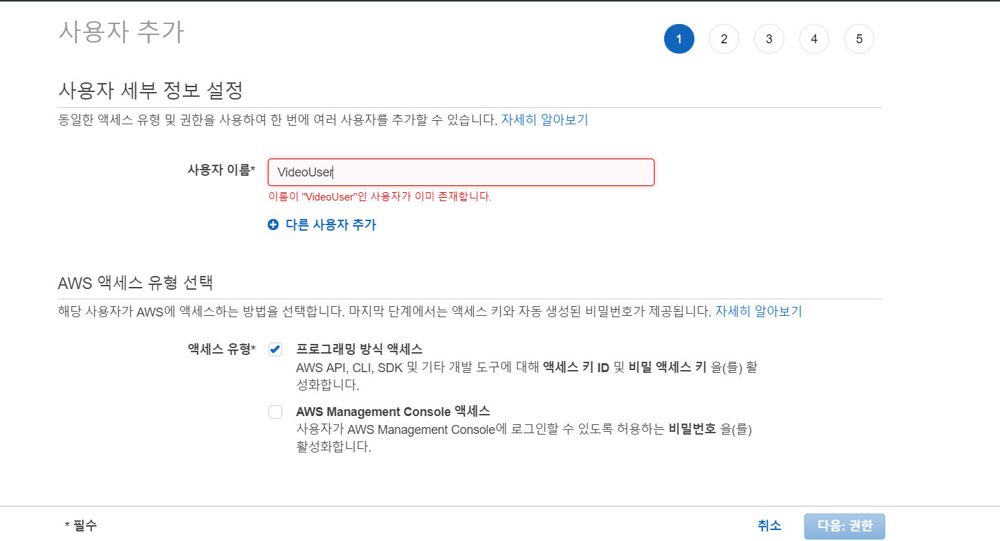 사용자 추가
1 2 3 4 5
사용자 세부 정보 설정
동일한 액세스 유형 및 권한을 사용하여 한 번에 여러 사용자를 추가할 수 있습니다. 자세히 알아보기
사용자 이름* VideoUser
이름이 "VideoUser"인 사용자가 이미 존재합니다.
다른 사용자 추가
AWS 액세스 유형 선택
해당 사용자가 AWS에 액세스하는 방법을 선택합니다. 마지막 단계에서는 액세스 키와 자동 생성된 비밀번호가 제공됩니다. 자세히 알아보기
액세스 유형* 프로그래밍 방식 액세스
AWS API, CLI, SDK 및 기타 개발 도구에 대해 액세스 키 ID 및 비밀 액세스 키 을(를) 활
성화합니다.
AWS Management Console 액세스
사용자가 AWS Management Console에 로그인할 수 있도록 허용하는 비밀번호 을(를)
활성화합니다.
* 필수
취소 다음: 권한